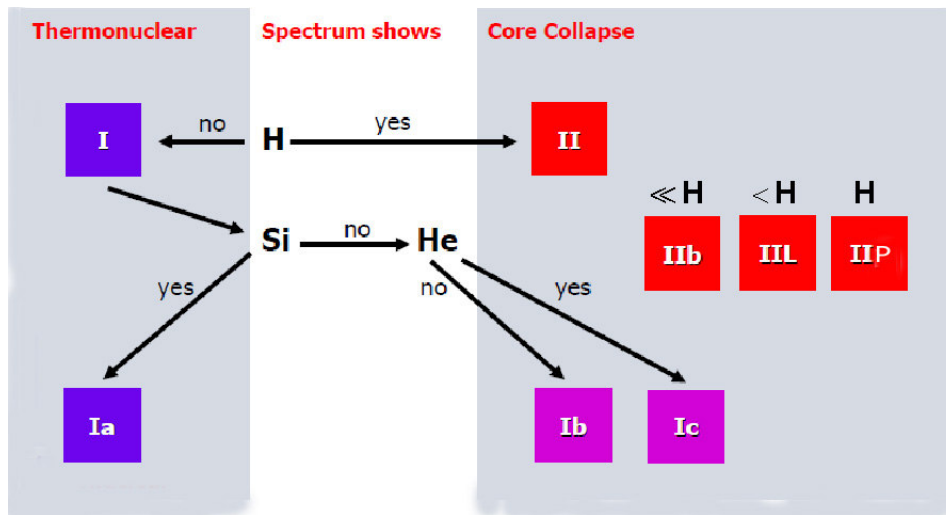 Thermonuclear Spectrum shows Core Collapse
I no H yes II
≪ H < H H
Si no He IIb IIL IIP
yes no yes
Ia Ib Ic